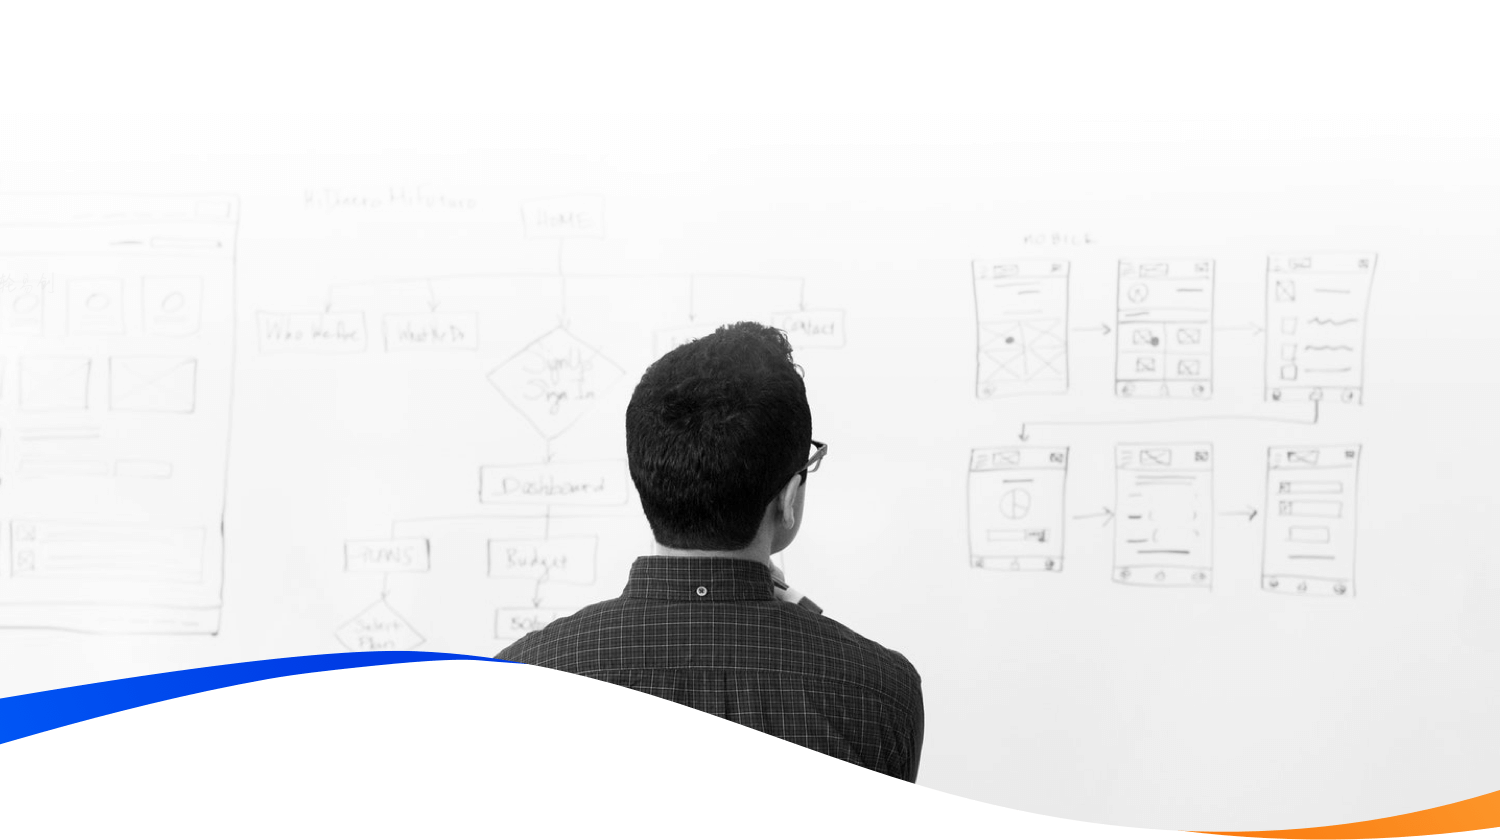 HOME
MOBILE
Who We Are
What We Do
Contact
Sign Up
Sign In
Dashboard
PLANS
Budget
Select
Plan